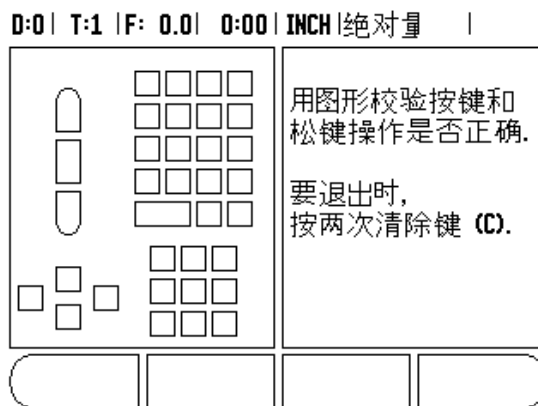 D:0| T:1 |F: 0.0| 0:00| INCH|绝对量 |
用图形校验按键和
松键操作是否正确.
要退出时,
按两次清除键 (C).